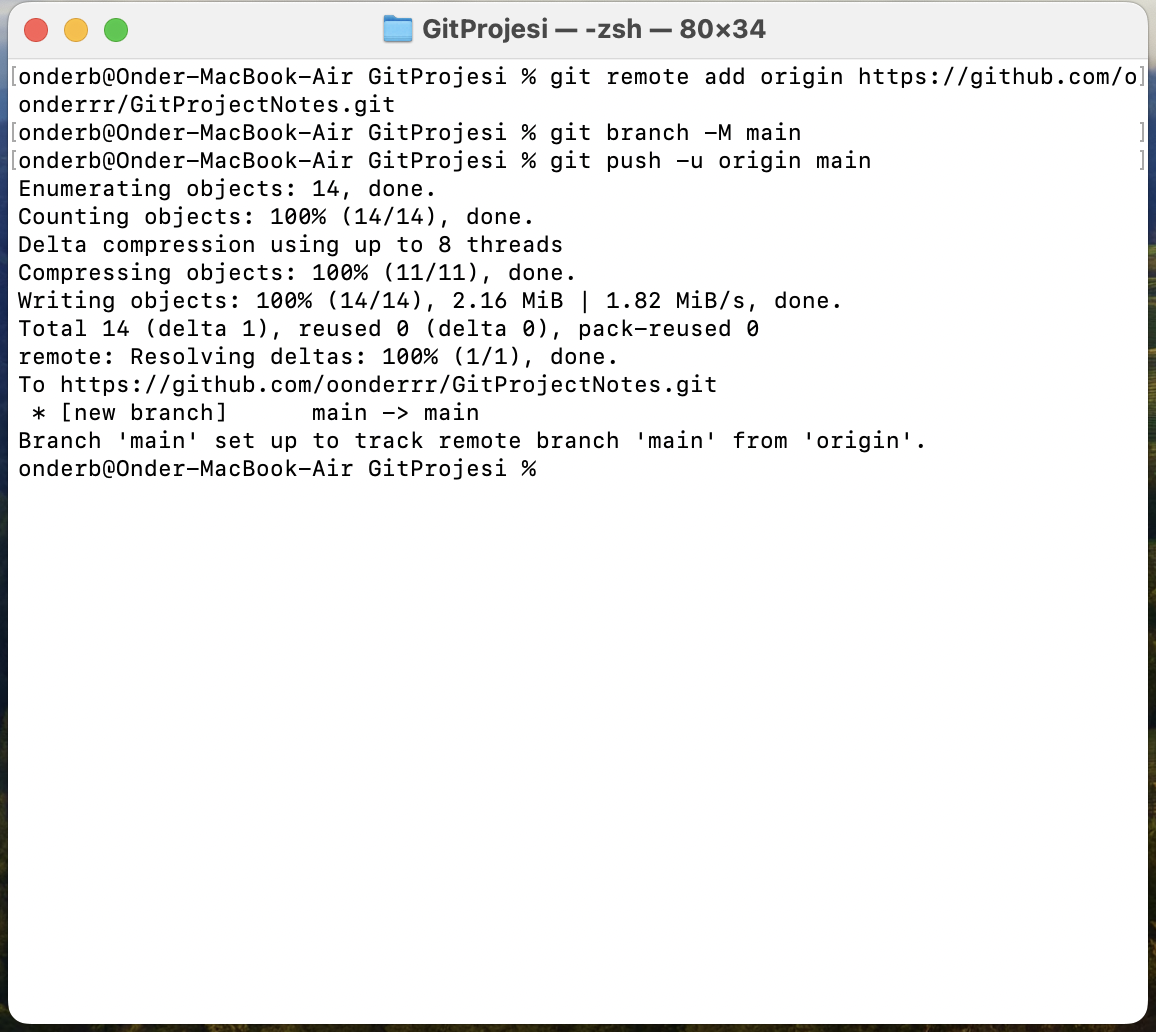 GitProjesi — -zsh — 80×34
[onderb@Onder-MacBook-Air GitProjesi % git remote add origin https://github.com/o]
onderrr/GitProjectNotes.git
[onderb@Onder-MacBook-Air GitProjesi % git branch -M main ]
[onderb@Onder-MacBook-Air GitProjesi % git push -u origin main ]
Enumerating objects: 14, done.
Counting objects: 100% (14/14), done.
Delta compression using up to 8 threads
Compressing objects: 100% (11/11), done.
Writing objects: 100% (14/14), 2.16 MiB | 1.82 MiB/s, done.
Total 14 (delta 1), reused 0 (delta 0), pack-reused 0
remote: Resolving deltas: 100% (1/1), done.
To https://github.com/oonderrr/GitProjectNotes.git
 * [new branch]      main -> main
Branch 'main' set up to track remote branch 'main' from 'origin'.
onderb@Onder-MacBook-Air GitProjesi %